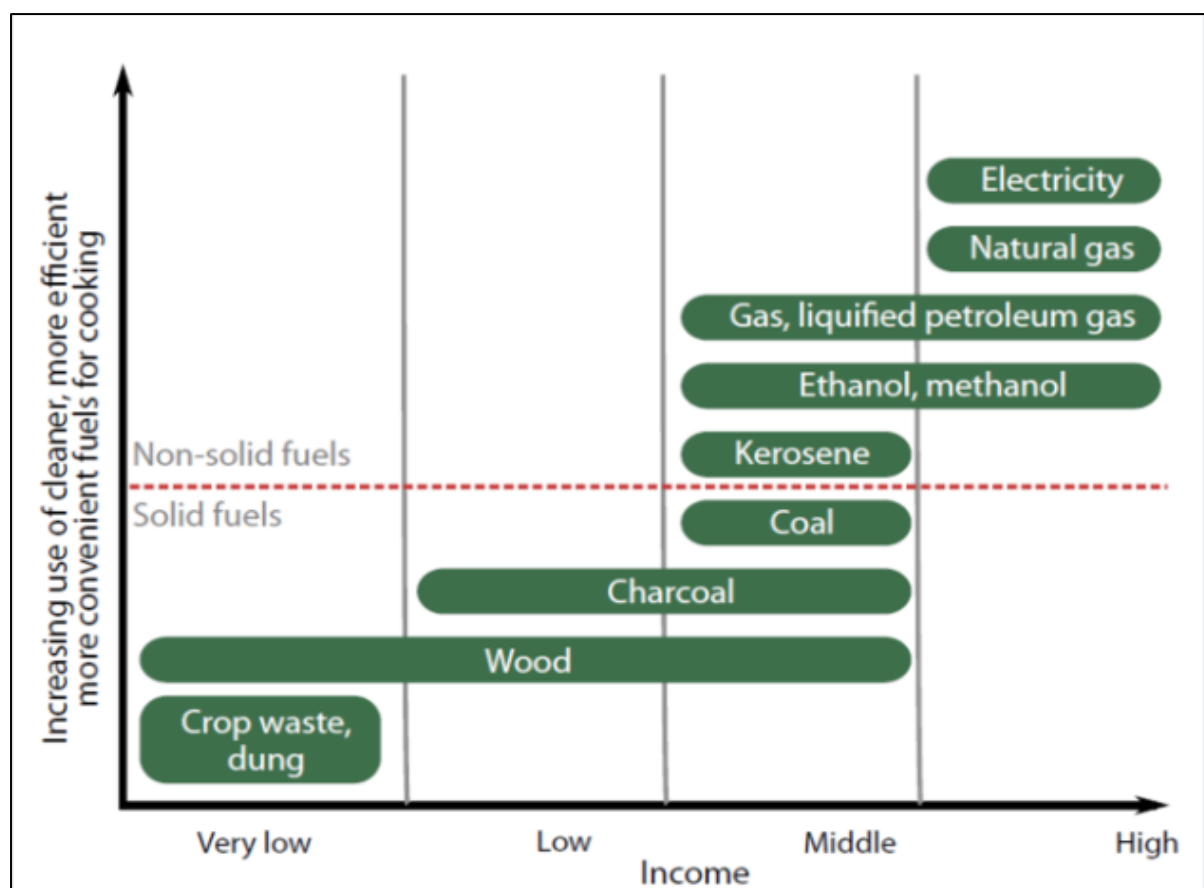 Increasing use of cleaner, more efficient
more convenient fuels for cooking
Electricity
Natural gas
Gas, liquified petroleum gas
Ethanol, methanol
Non-solid fuels
Kerosene
Solid fuels
Coal
Charcoal
Wood
Crop waste,
dung
Very low
Low
Middle
High
Income